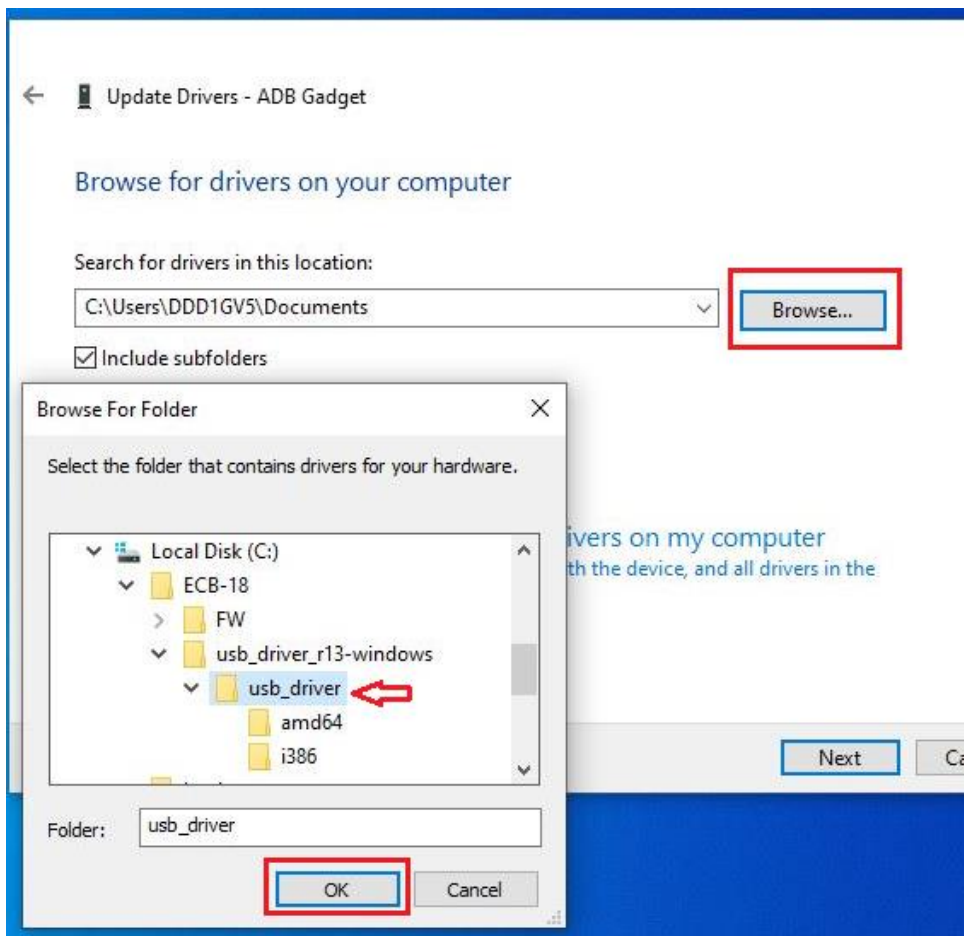 Update Drivers - ADB Gadget
Browse for drivers on your computer
Search for drivers in this location:
C:\Users\DDD1GV5\Documents
Browse...
Include subfolders
Browse For Folder
Select the folder that contains drivers for your hardware.
ivers on my computer
th the device, and all drivers in the
Local Disk (C:)
ECB-18
FW
usb_driver_r13-windows
usb_driver
amd64
i386
Next
Ca
Folder:
usb_driver
OK
Cancel